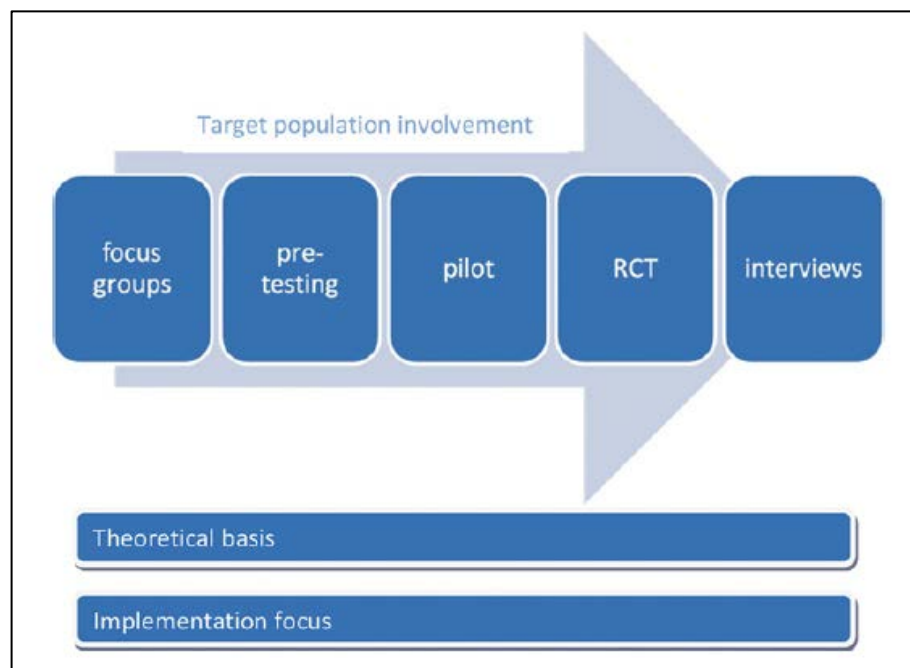 Target population involvement
focus
groups
pre-
testing
pilot
RCT
interviews
Theoretical basis
Implementation focus